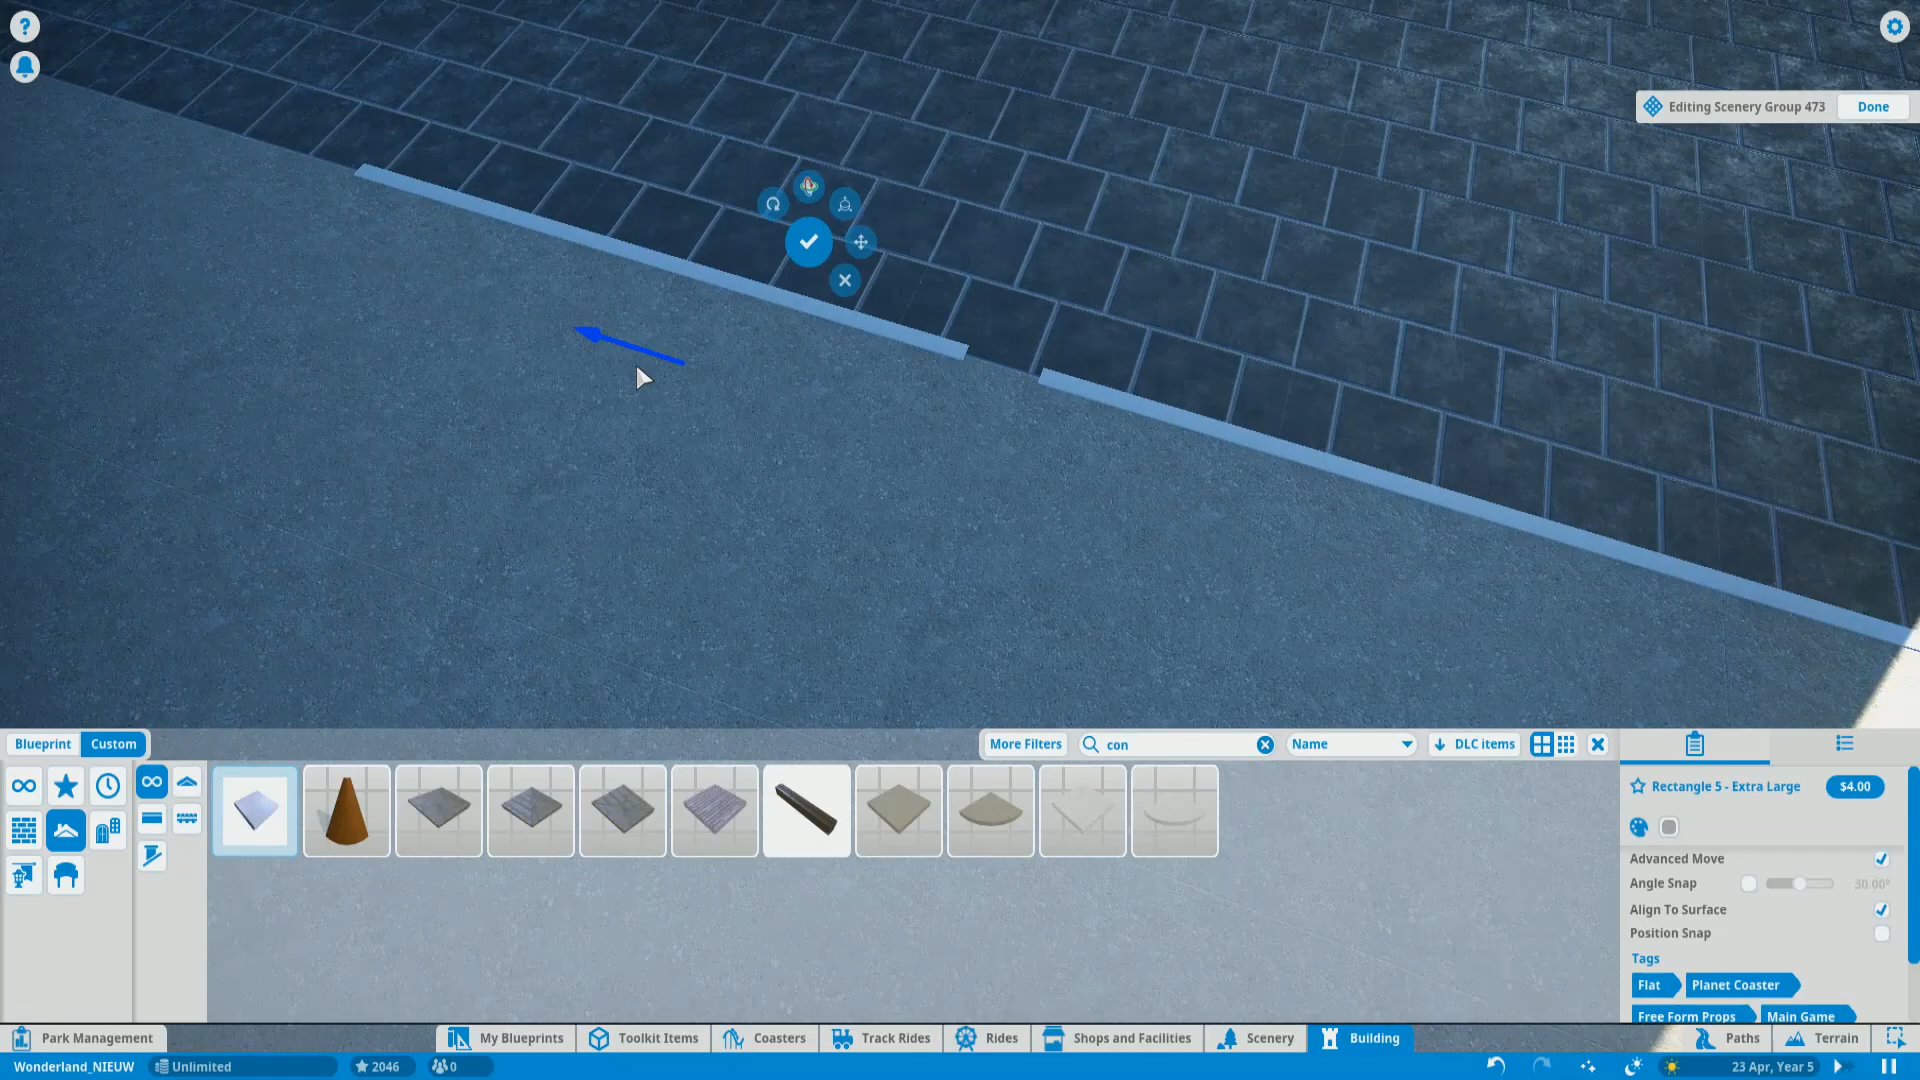 ?
Editing Scenery Group 473
Done
Blueprint
Custom
More Filters
con
Name
DLC items
Rectangle 5 - Extra Large
$4.00
Advanced Move
Angle Snap
30.00°
Align To Surface
Position Snap
Tags
Flat
Planet Coaster
Free Form Props
Main Game
Park Management
My Blueprints
Toolkit Items
Coasters
Track Rides
Rides
Shops and Facilities
Scenery
Building
Paths
Terrain
Wonderland_NIEUW
Unlimited
2046
0
23 Apr, Year 5